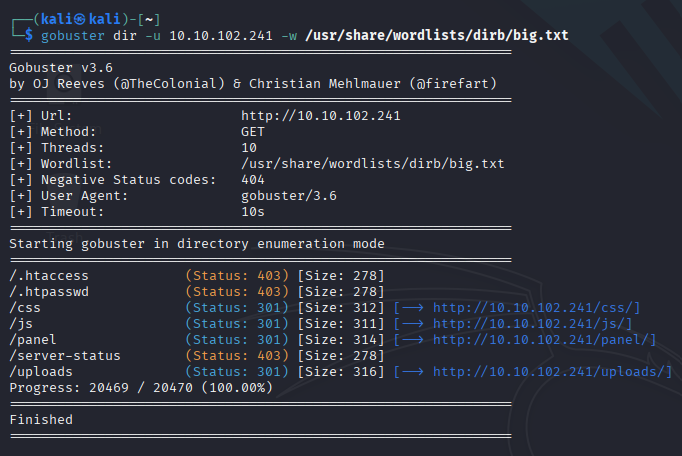 ┌──(kali㉿kali)-[~]
└─$ gobuster dir -u 10.10.102.241 -w /usr/share/wordlists/dirb/big.txt
===============================================================
Gobuster v3.6
by OJ Reeves (@TheColonial) & Christian Mehlmauer (@firefart)
===============================================================
[+] Url:                     http://10.10.102.241
[+] Method:                  GET
[+] Threads:                 10
[+] Wordlist:                /usr/share/wordlists/dirb/big.txt
[+] Negative Status codes:   404
[+] User Agent:              gobuster/3.6
[+] Timeout:                 10s
===============================================================
Starting gobuster in directory enumeration mode
===============================================================
/.htaccess            (Status: 403) [Size: 278]
/.htpasswd            (Status: 403) [Size: 278]
/css                  (Status: 301) [Size: 312] [--> http://10.10.102.241/css/]
/js                   (Status: 301) [Size: 311] [--> http://10.10.102.241/js/]
/panel                (Status: 301) [Size: 314] [--> http://10.10.102.241/panel/]
/server-status        (Status: 403) [Size: 278]
/uploads              (Status: 301) [Size: 316] [--> http://10.10.102.241/uploads/]
Progress: 20469 / 20470 (100.00%)
===============================================================
Finished
===============================================================